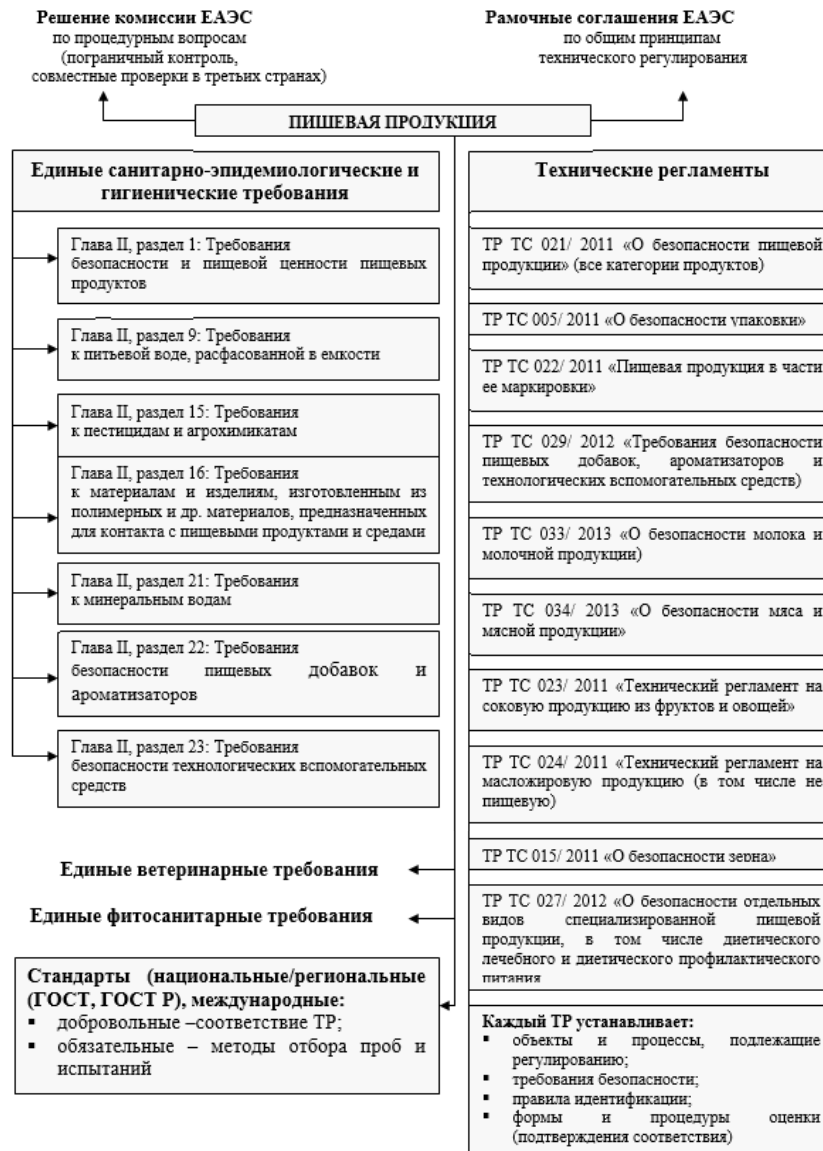 Решение комиссии ЕАЭС
по процедурным вопросам
(пограничный контроль,
совместные проверки в третьих странах)
Рамочные соглашения ЕАЭС
по общим принципам
технического регулирования
ПИЩЕВАЯ ПРОДУКЦИЯ
Единые санитарно-эпидемиологические и
гигиенические требования
Глава II, раздел 1: Требования
безопасности и пищевой ценности пищевых
продуктов
Глава II, раздел 9: Требования
к питьевой воде, расфасованной в емкости
Глава II, раздел 15: Требования
к пестицидам и агрохимикатам
Глава II, раздел 16: Требования
к материалам и изделиям, изготовленным из
полимерных и др. материалов, предназначенных
для контакта с пищевыми продуктами и средами
Глава II, раздел 21: Требования
к минеральным водам
Глава II, раздел 22: Требования
безопасности пищевых добавок и
ароматизаторов
Глава II, раздел 23: Требования
безопасности технологических вспомогательных
средств
Единые ветеринарные требования
Единые фитосанитарные требования
Стандарты (национальные/региональные
(ГОСТ, ГОСТ Р), международные:
▪ добровольные –соответствие ТР;
▪ обязательные – методы отбора проб и
испытаний
Технические регламенты
ТР ТС 021/ 2011 «О безопасности пищевой
продукции» (все категории продуктов)
ТР ТС 005/ 2011 «О безопасности упаковки»
ТР ТС 022/ 2011 «Пищевая продукция в части
ее маркировки»
ТР ТС 029/ 2012 «Требования безопасности
пищевых добавок, ароматизаторов и
технологических вспомогательных средств)
ТР ТС 033/ 2013 «О безопасности молока и
молочной продукции)
ТР ТС 034/ 2013 «О безопасности мяса и
мясной продукции»
ТР ТС 023/ 2011 «Технический регламент на
соковую продукцию из фруктов и овощей»
ТР ТС 024/ 2011 «Технический регламент на
масложировую продукцию (в том числе не
пищевую)
ТР ТС 015/ 2011 «О безопасности зерна»
ТР ТС 027/ 2012 «О безопасности отдельных
видов специализированной пищевой
продукции, в том числе диетического
лечебного и диетического профилактического
питания
Каждый ТР устанавливает:
▪ объекты и процессы, подлежащие
регулированию;
▪ требования безопасности;
▪ правила идентификации;
▪ формы и процедуры оценки
(подтверждения соответствия)